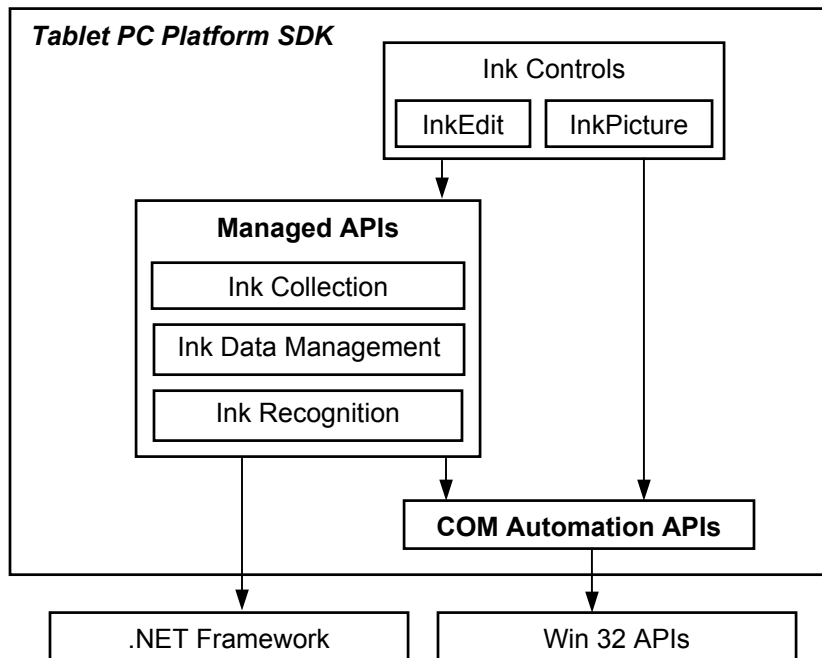 Tablet PC Platform SDK
Ink Controls
InkEdit
InkPicture
Managed APIs
Ink Collection
Ink Data Management
Ink Recognition
COM Automation APIs
.NET Framework
Win 32 APIs